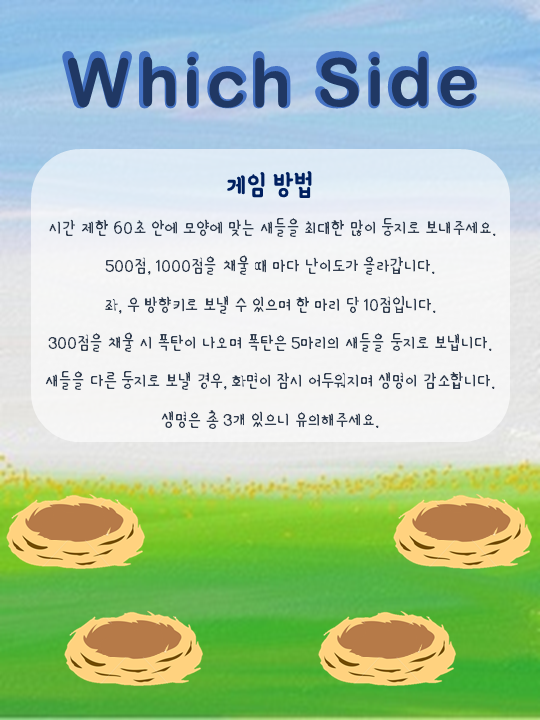 Which Side
게임 방법
시간 제한 60초 안에 모양에 맞는 새들을 최대한 많이 둥지로 보내주세요.
500점, 1000점을 채울 때 마다 난이도가 올라갑니다.
좌, 우 방향키로 보낼 수 있으며 한 마리 당 10점입니다.
300점을 채울 시 폭탄이 나오며 폭탄은 5마리의 새들을 둥지로 보냅니다.
새들을 다른 둥지로 보낼 경우, 화면이 잠시 어두워지며 생명이 감소합니다.
생명은 총 3개 있으니 유의해주세요.